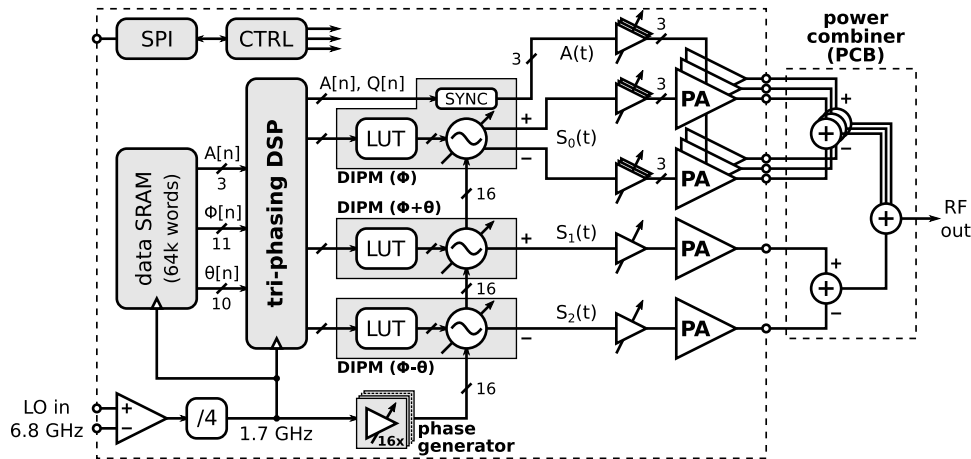 SPI
CTRL
power
combiner
(PCB)
3
A(t)
3
A[n], Q[n]
SYNC
LUT
+
−
S0(t)
3
PA
+
+
−
DIPM (Φ)
3
16
tri-phasing DSP
data SRAM
(64k words)
A[n]
3
Φ[n]
11
θ[n]
10
DIPM (Φ+θ)
LUT
+
S1(t)
PA
+
+
+
−
RF
out
16
LUT
−
S2(t)
PA
DIPM (Φ-θ)
16
LO in
6.8 GHz
+
−
/4
1.7 GHz
16x
phase
generator